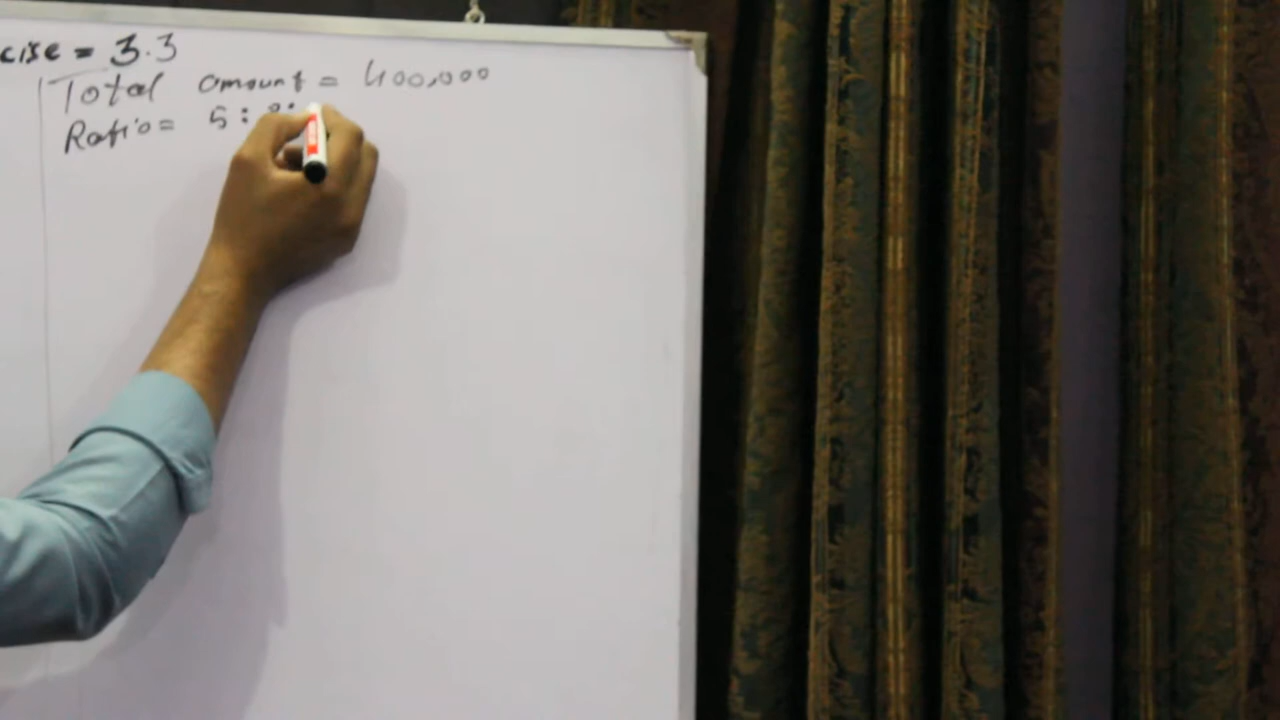 cise = 3.3
Total amount = 400,000
Ratio = 5 :